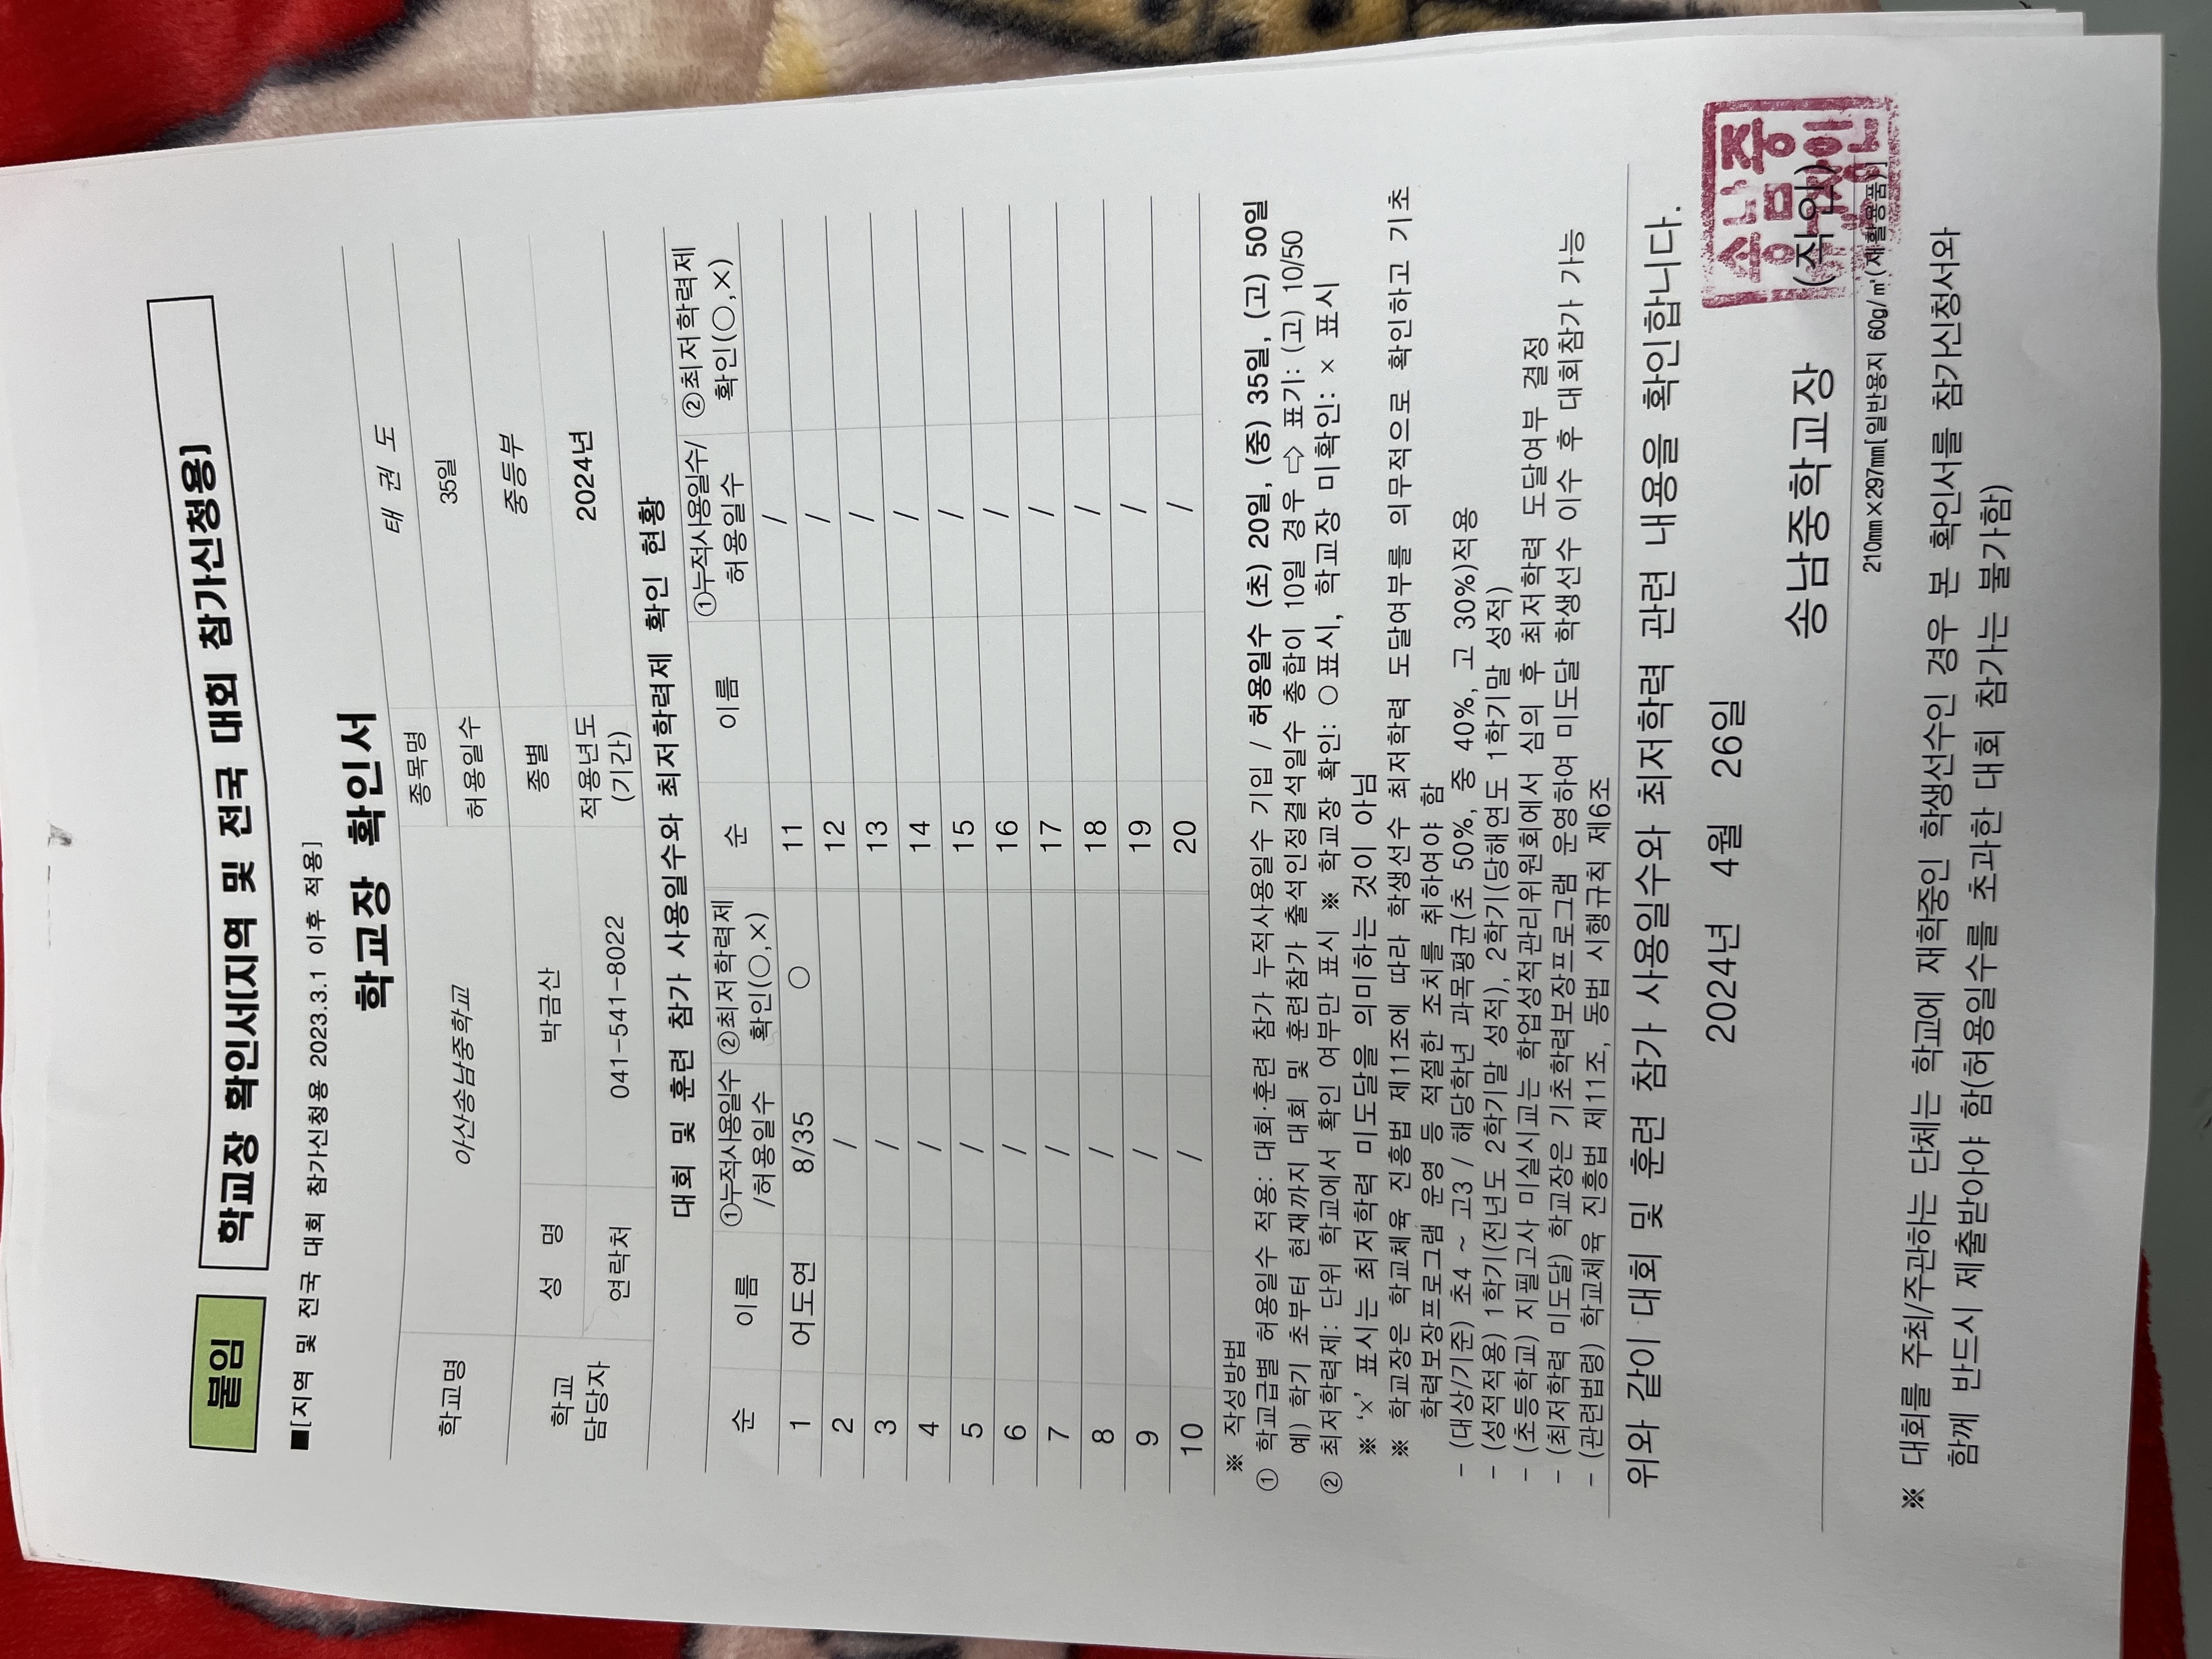 붙임
학교장 확인서(지역 및 전국 대회 참가신청용)
■[지역 및 전국 대회 참가신청용 2023.3.1 이후 적용]
학교장 확인서
학교명 아산송남중학교 종목명 태 권 도
허용일수 35일
학교 담당자 성 명 박금산 종별 중등부
연락처 041-541-8022 적용년도 (기간) 2024년
대회 및 훈련 참가 사용일수와 최저학력제 확인 현황
순 이름 ①누적사용일수 /허용일수 ②최저학력제 확인(○,×) 순 이름 ①누적사용일수/ 허용일수 ②최저학력제 확인(○,×)
1 어도연 8/35 ○ 11 /
2 / 12 /
3 / 13 /
4 / 14 /
5 / 15 /
6 / 16 /
7 / 17 /
8 / 18 /
9 / 19 /
10 / 20 /
※ 작성방법
① 학교급별 허용일수 적용: 대회·훈련 참가 누적사용일수 기입 / 허용일수 (초) 20일, (중) 35일, (고) 50일
예) 학기 초부터 현재까지 대회 및 훈련참가 출석인정결석일수 총합이 10일 경우 ⇨ 표기: (고) 10/50
② 최저학력제: 단위 학교에서 확인 여부만 표시 ※ 학교장 확인: ○표시, 학교장 미확인: × 표시
※ ‘×’ 표시는 최저학력 미도달을 의미하는 것이 아님
※ 학교장은 학교체육 진흥법 제11조에 따라 학생선수 최저학력 도달여부를 의무적으로 확인하고 기초
학력보장프로그램 운영 등 적절한 조치를 취하여야 함
- (대상/기준) 초4 ~ 고3 / 해당학년 과목평균(초 50%, 중 40%, 고 30%)적용
- (성적적용) 1학기(전년도 2학기말 성적), 2학기(당해연도 1학기말 성적)
- (초등학교) 지필고사 미실시교는 학업성적관리위원회에서 심의 후 최저학력 도달여부 결정
- (최저학력 미도달) 학교장은 기초학력보장프로그램 운영하여 미도달 학생선수 이수 후 대회참가 가능
- (관련법령) 학교체육 진흥법 제11조, 동법 시행규칙 제6조
위와 같이 대회 및 훈련 참가 사용일수와 최저학력 관련 내용을 확인합니다.
2024년 4월 26일
송남중학교장 (직인)
송남중
210㎜×297㎜[일반용지 60g/㎡(재활용품)]
※ 대회를 주최/주관하는 단체는 학교에 재학중인 학생선수인 경우 본 확인서를 참가신청서와
함께 반드시 제출받아야 함(허용일수를 초과한 대회 참가는 불가함)